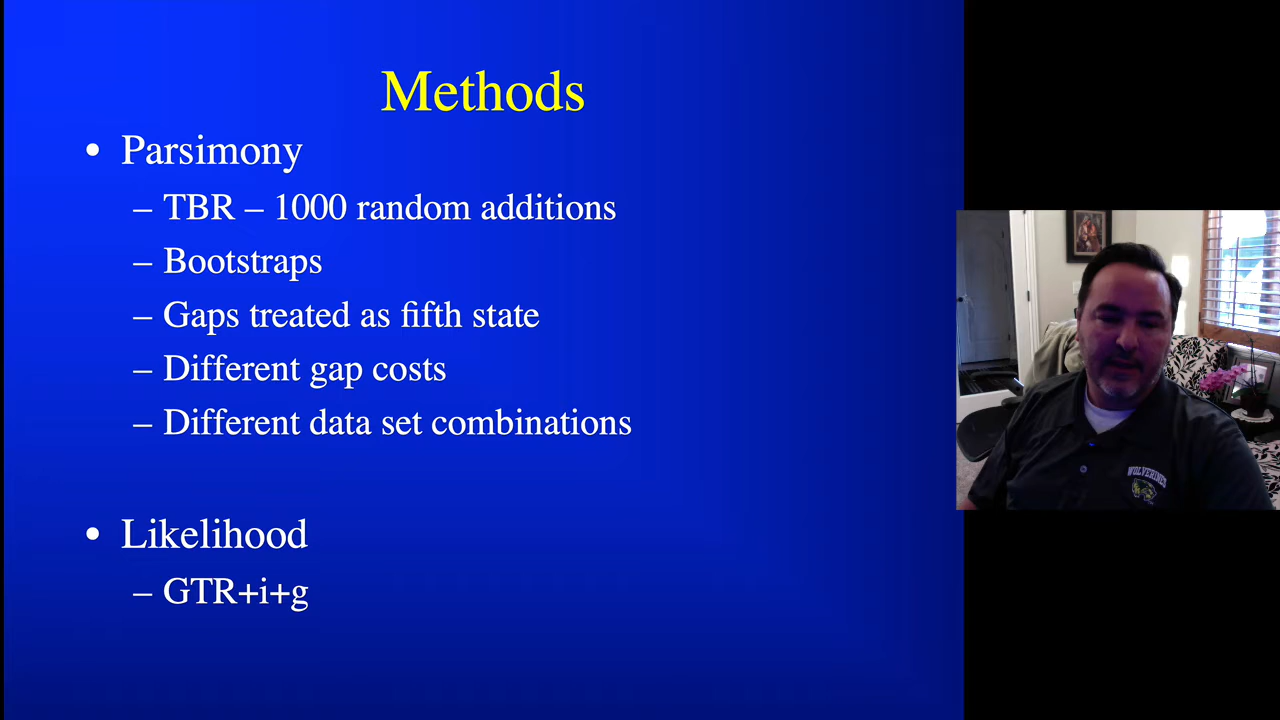 Methods
• Parsimony
– TBR – 1000 random additions
– Bootstraps
– Gaps treated as fifth state
– Different gap costs
– Different data set combinations
• Likelihood
– GTR+i+g
WOLVERINES